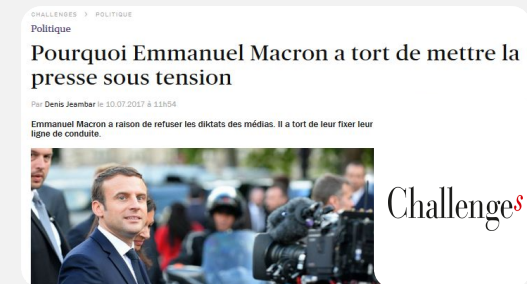 CHALLENGES > POLITIQUE
Politique
Pourquoi Emmanuel Macron a tort de mettre la
presse sous tension
Par Denis Jeambar le 10.07.2017 à 11h54
Emmanuel Macron a raison de refuser les diktats des médias. Il a tort de leur fixer leur
ligne de conduite.
Challenges